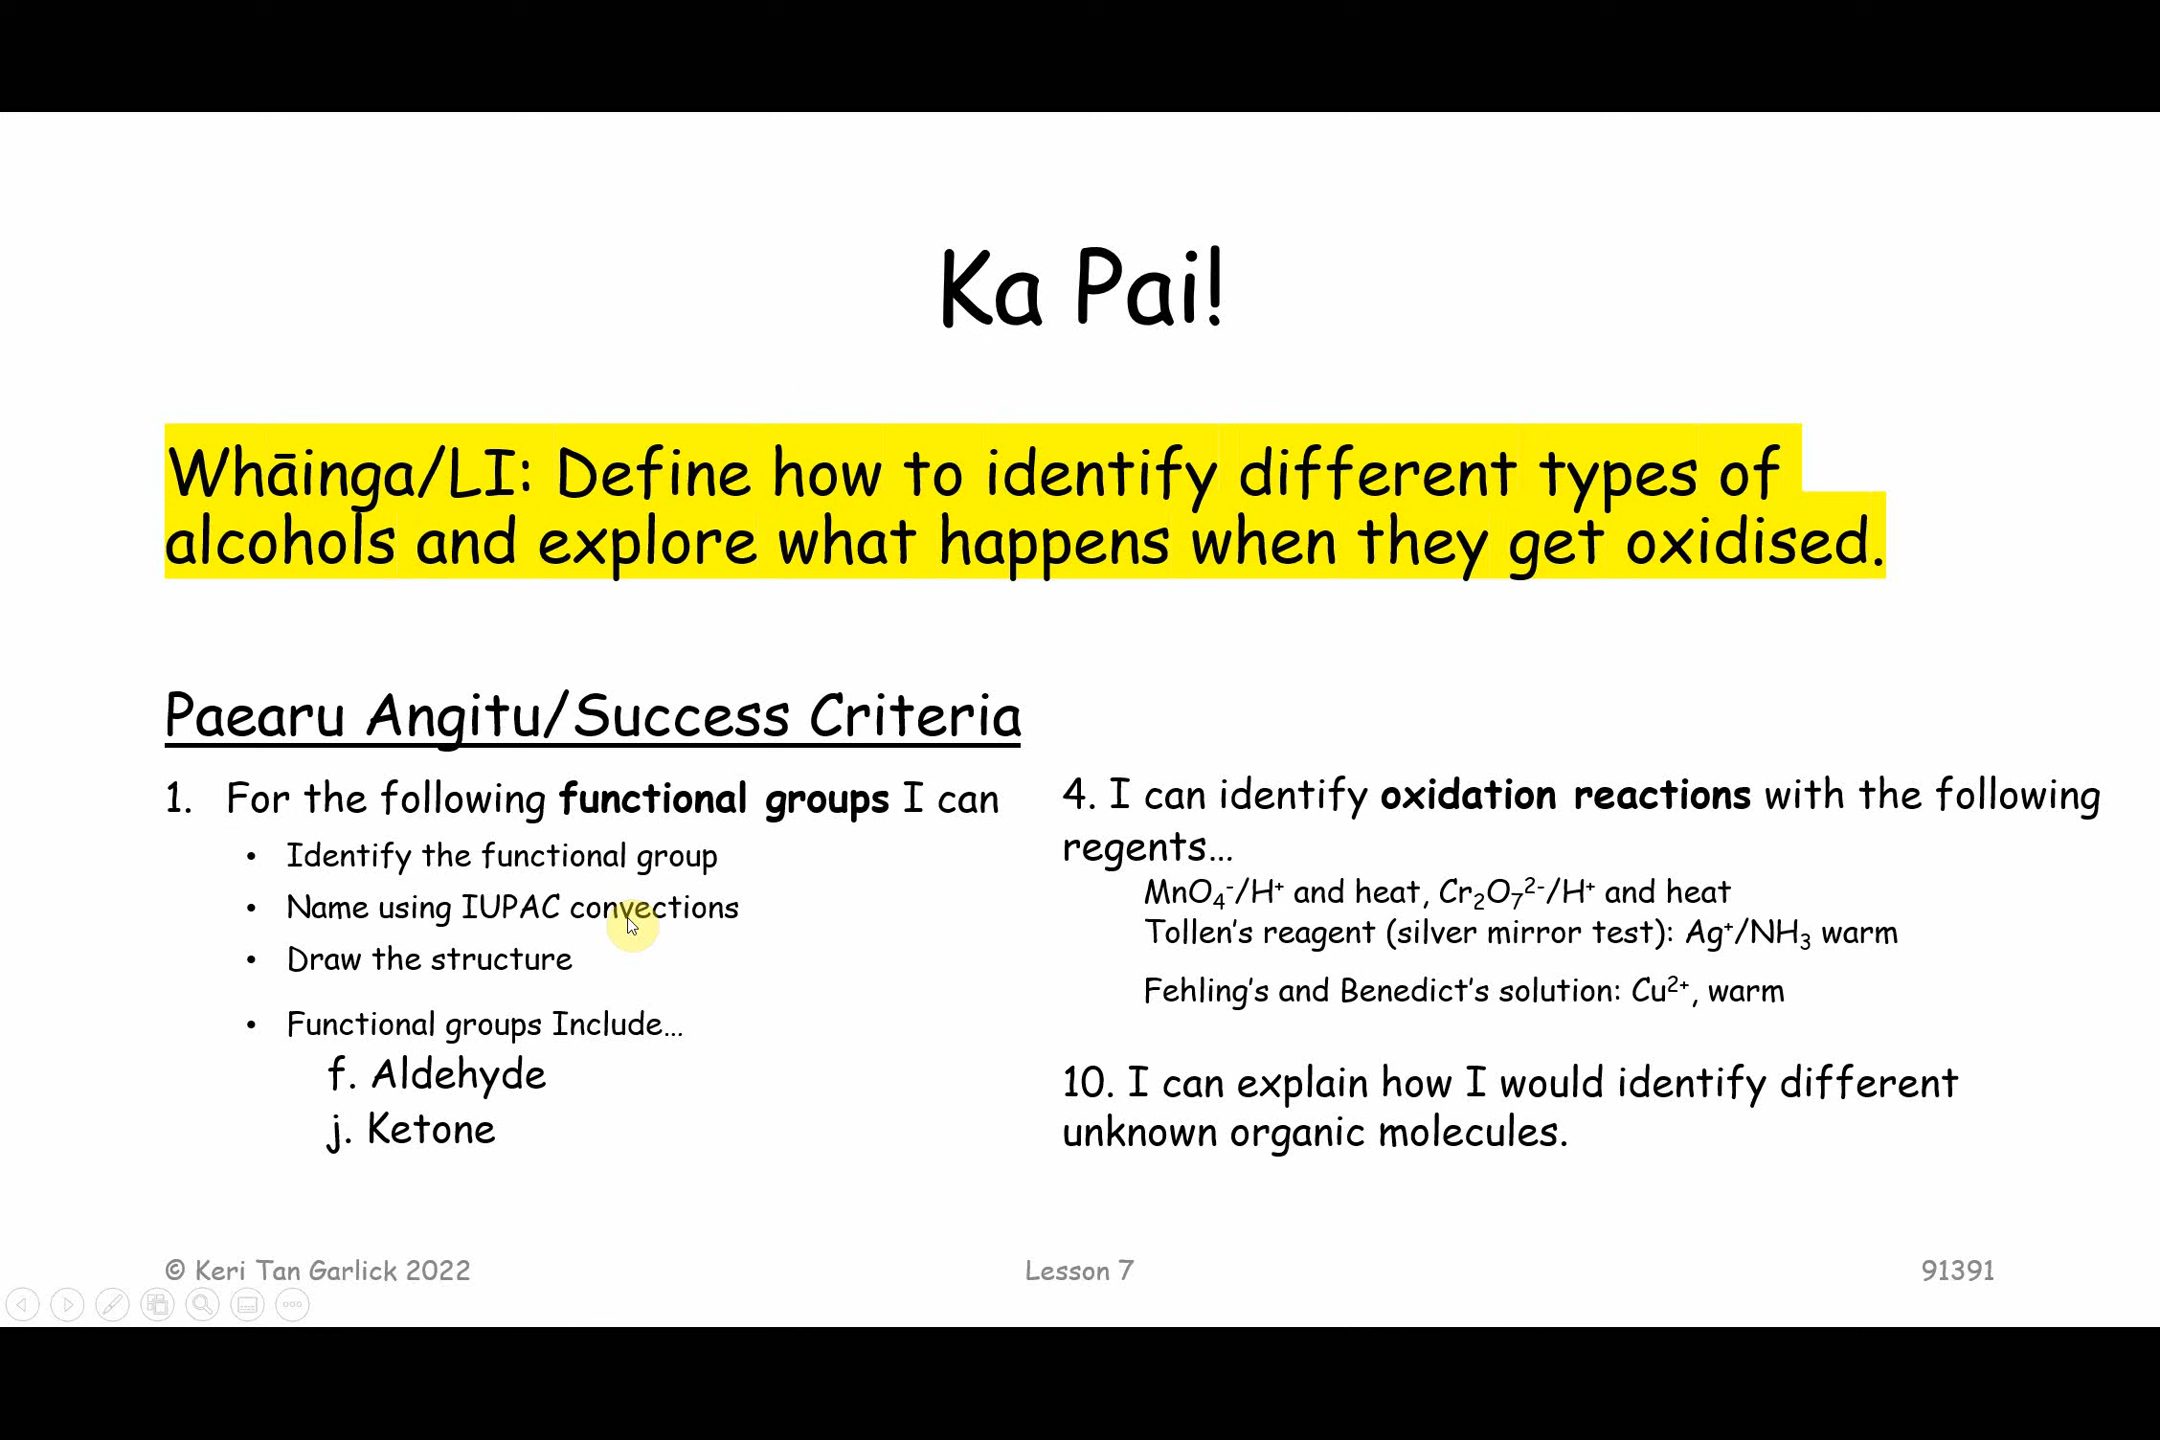 Ka Pai!
Whāinga/LI: Define how to identify different types of
alcohols and explore what happens when they get oxidised.
Paearu Angitu/Success Criteria
1. For the following functional groups I can
• Identify the functional group
• Name using IUPAC convections
• Draw the structure
• Functional groups Include...
f. Aldehyde
j. Ketone
4. I can identify oxidation reactions with the following
regents...
MnO₄⁻/H⁺ and heat, Cr₂O₇²⁻/H⁺ and heat
Tollen's reagent (silver mirror test): Ag⁺/NH₃ warm
Fehling's and Benedict's solution: Cu²⁺, warm
10. I can explain how I would identify different
unknown organic molecules.
© Keri Tan Garlick 2022
Lesson 7
91391